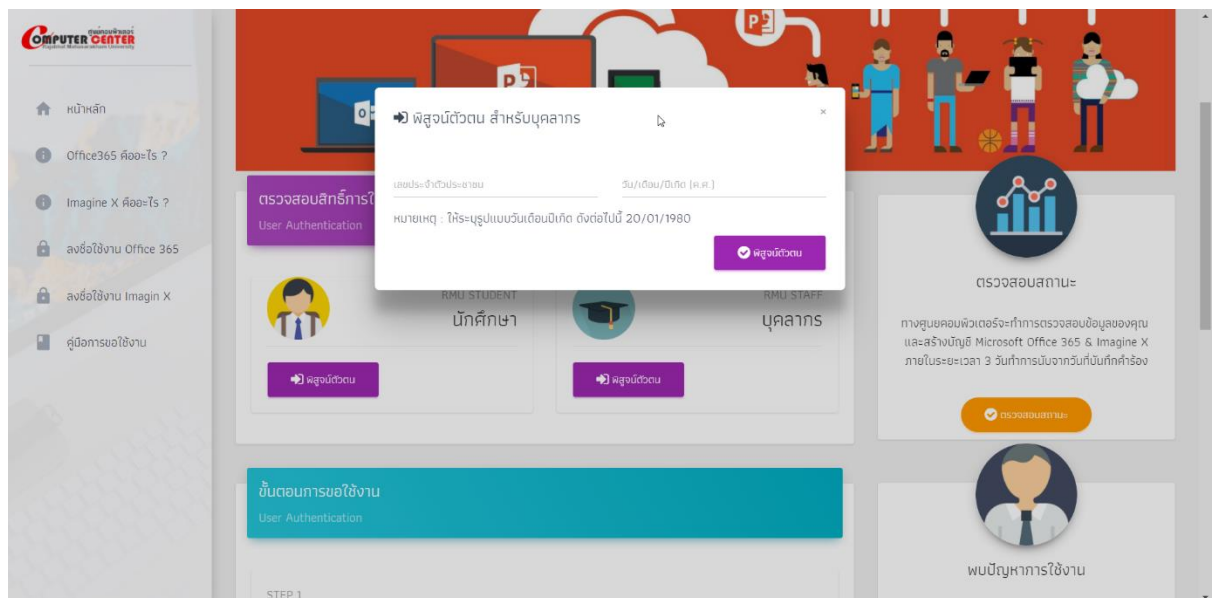 ศูนย์คอมพิวเตอร์
COMPUTER CENTER
Rajabhat Mahasarakham University
หน้าหลัก
Office365 คืออะไร ?
Imagine X คืออะไร ?
ลงชื่อใช้งาน Office 365
ลงชื่อใช้งาน Imagin X
คู่มือการขอใช้งาน
พิสูจน์ตัวตน สำหรับบุคลากร
×
เลขประจำตัวประชาชน
วัน/เดือน/ปีเกิด (ค.ศ.)
หมายเหตุ : ให้ระบุรูปแบบวันเดือนปีเกิด ดังต่อไปนี้ 20/01/1980
พิสูจน์ตัวตน
ตรวจสอบสิทธิ์การใ
User Authentication
RMU STUDENT
นักศึกษา
พิสูจน์ตัวตน
RMU STAFF
บุคลากร
พิสูจน์ตัวตน
ขั้นตอนการขอใช้งาน
User Authentication
STEP 1
ตรวจสอบสถานะ
ทางศูนยคอมพิวเตอร์จะทำการตรวจสอบข้อมูลของคุณ
และสร้างบัญชี Microsoft Office 365 & Imagine X
ภายในระยะเวลา 3 วันทำการนับจากวันที่บันทึกคำร้อง
ตรวจสอบสถานะ
พบปัญหาการใช้งาน